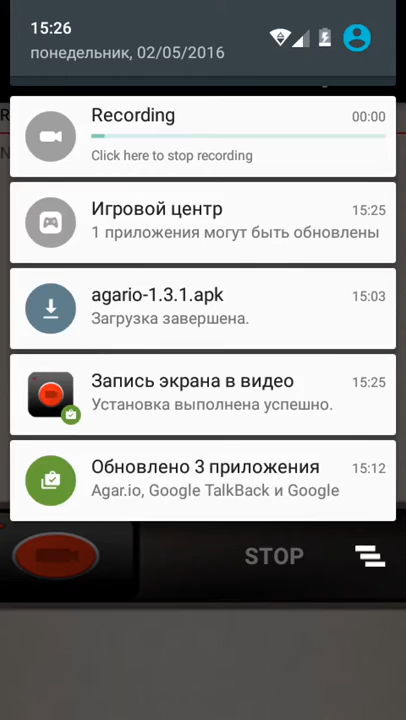 15:26
понедельник, 02/05/2016
Recording 00:00
Click here to stop recording
Игровой центр 15:25
1 приложения могут быть обновлены
agario-1.3.1.apk 15:03
Загрузка завершена.
Запись экрана в видео 15:25
Установка выполнена успешно.
Обновлено 3 приложения 15:12
Agar.io, Google TalkBack и Google
STOP